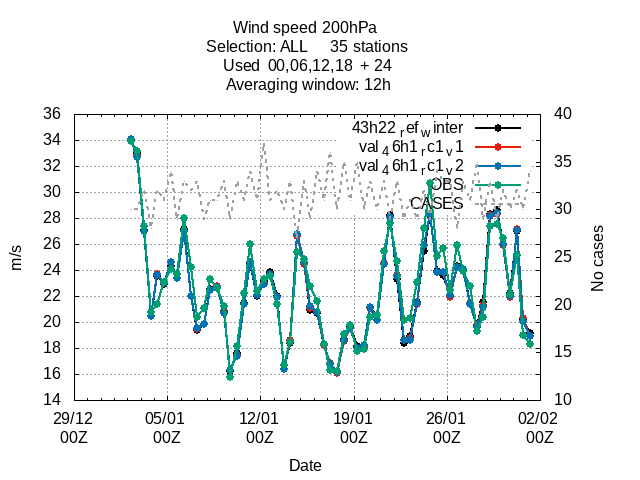 Wind speed 200hPa
Selection: ALL 35 stations
Used 00,06,12,18 + 24
Averaging window: 12h
36 40
34
32 35
30 30
28
26 25
24
22 20
20
18 15
16
14 10
43h22 ref winter
val 46h1 rc1 v1
val 46h1 rc1 v2
OBS
CASES
m/s
No cases
29/12 05/01 12/01 19/01 26/01 02/02
00Z 00Z 00Z 00Z 00Z 00Z
Date